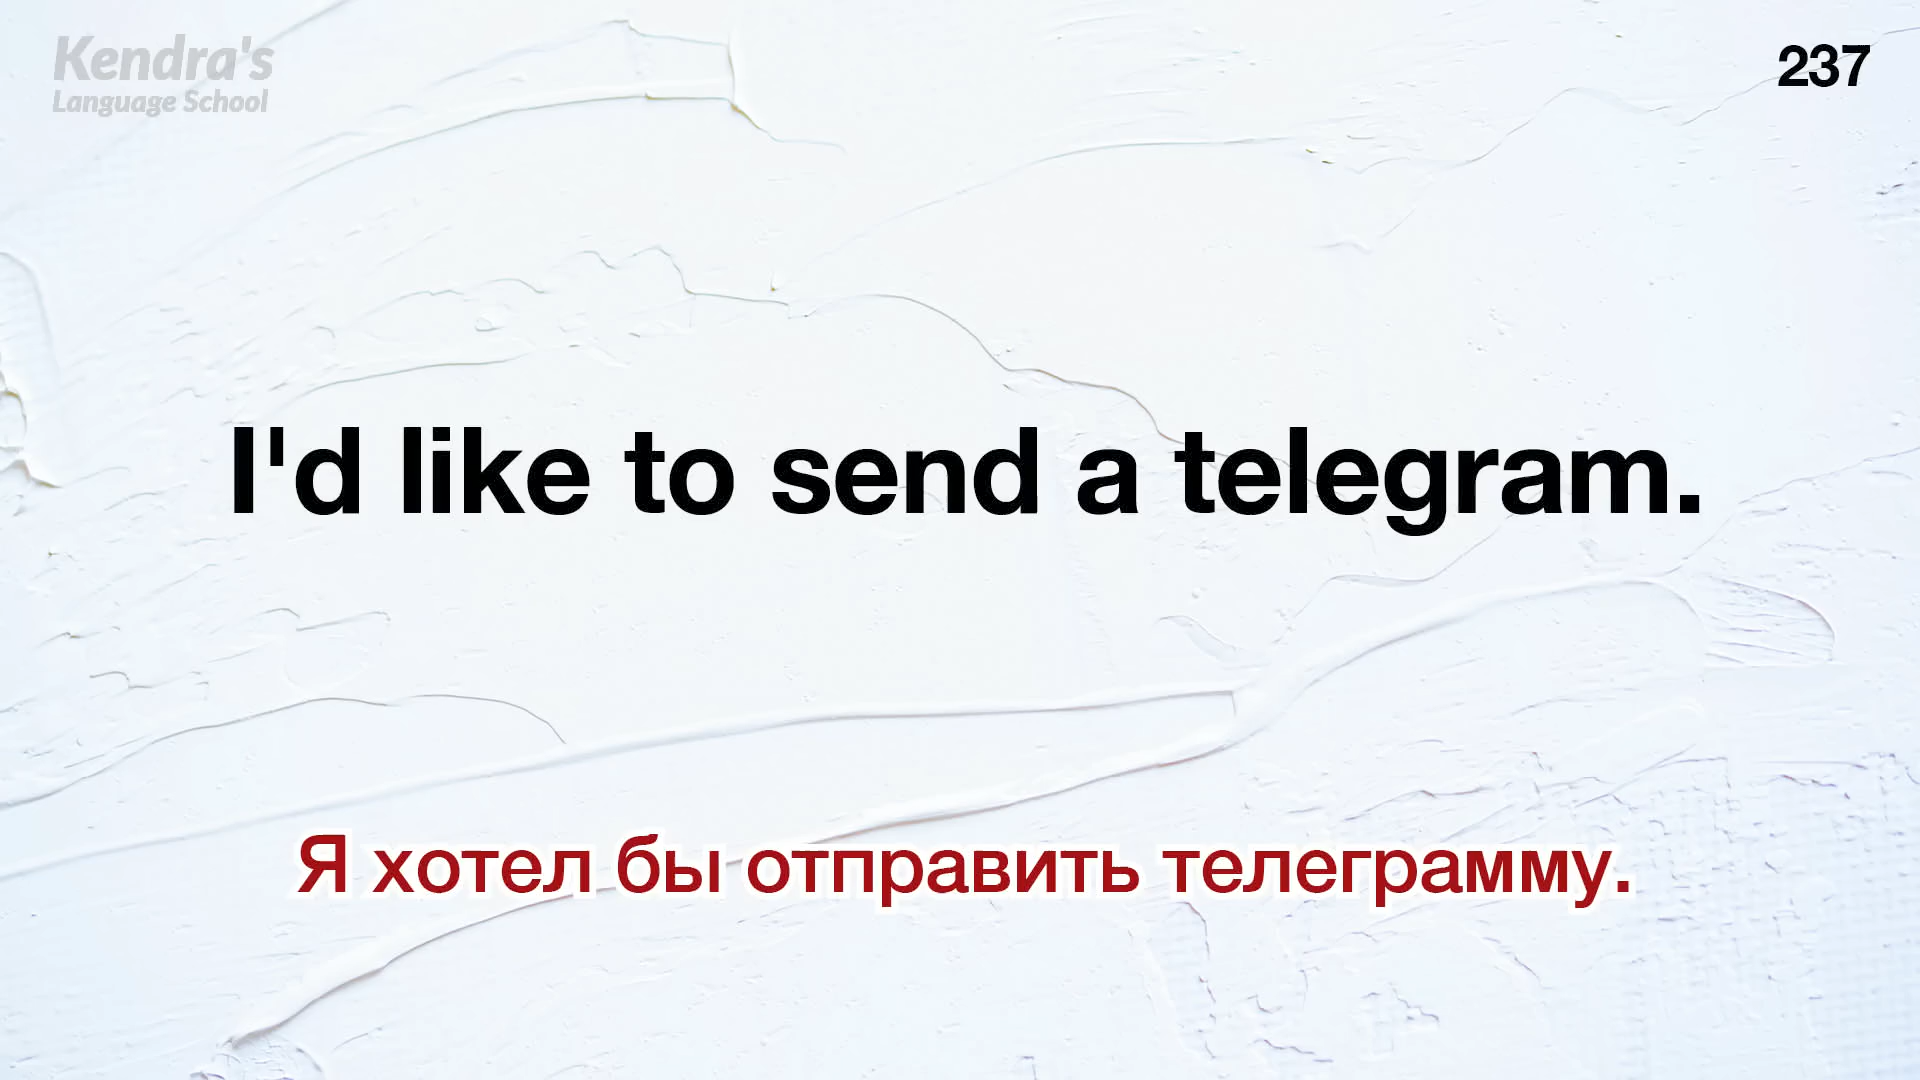 Kendra's
Language School
237
I'd like to send a telegram.
Я хотел бы отправить телеграмму.